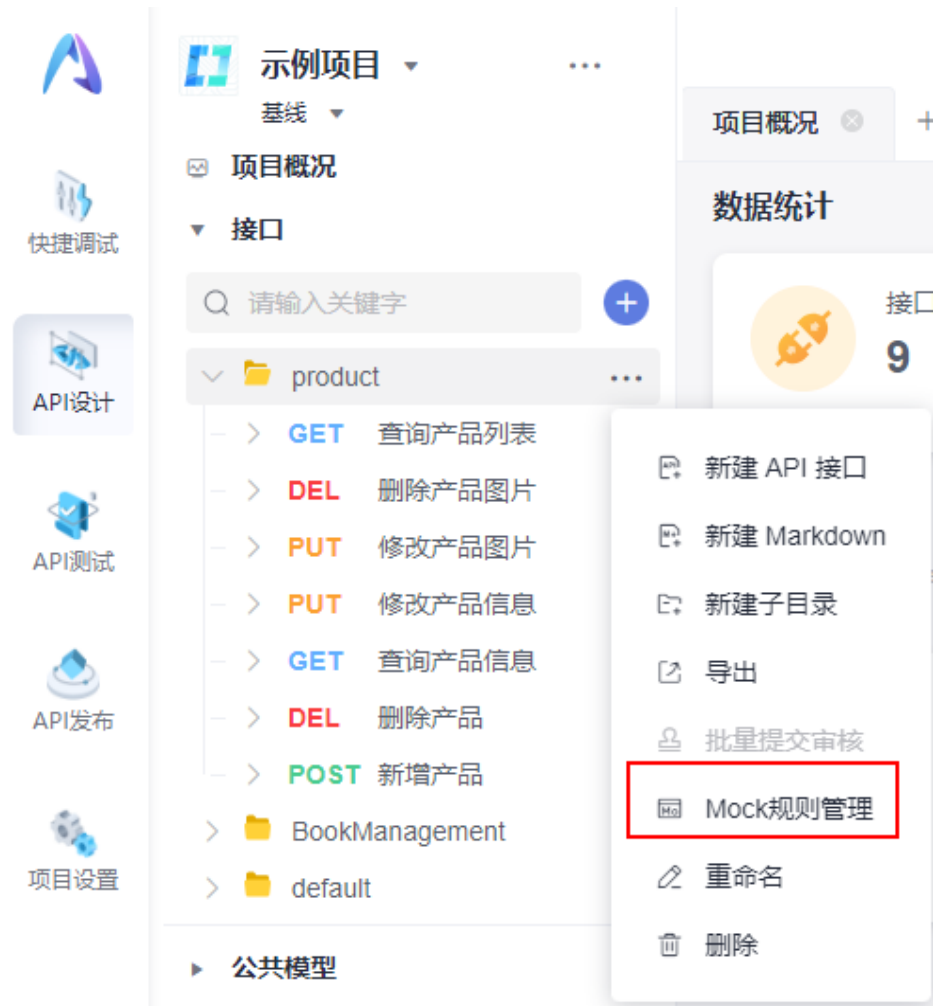 示例项目
基线
项目概况
接口
请输入关键字
product
GET 查询产品列表
DEL 删除产品图片
PUT 修改产品图片
PUT 修改产品信息
GET 查询产品信息
DEL 删除产品
POST 新增产品
BookManagement
default
公共模型
快捷调试
API设计
API测试
API发布
项目设置
项目概况
数据统计
接口
9
新建 API 接口
新建 Markdown
新建子目录
导出
批量提交审核
Mock规则管理
重命名
删除